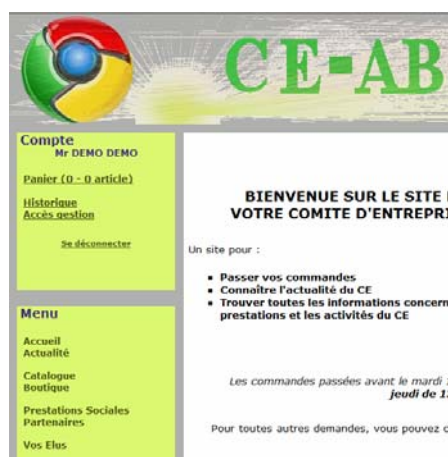 CE-AB
Compte
Mr DEMO DEMO
Panier (0 - 0 article)
Historique
Accès gestion
Se déconnecter
Menu
Accueil
Actualité
Catalogue
Boutique
Prestations Sociales
Partenaires
Vos Elus
BIENVENUE SUR LE SITE
VOTRE COMITE D'ENTREPRI
Un site pour :
• Passer vos commandes
• Connaître l'actualité du CE
• Trouver toutes les informations concern
prestations et les activités du CE
Les commandes passées avant le mardi
jeudi de 1
Pour toutes autres demandes, vous pouvez